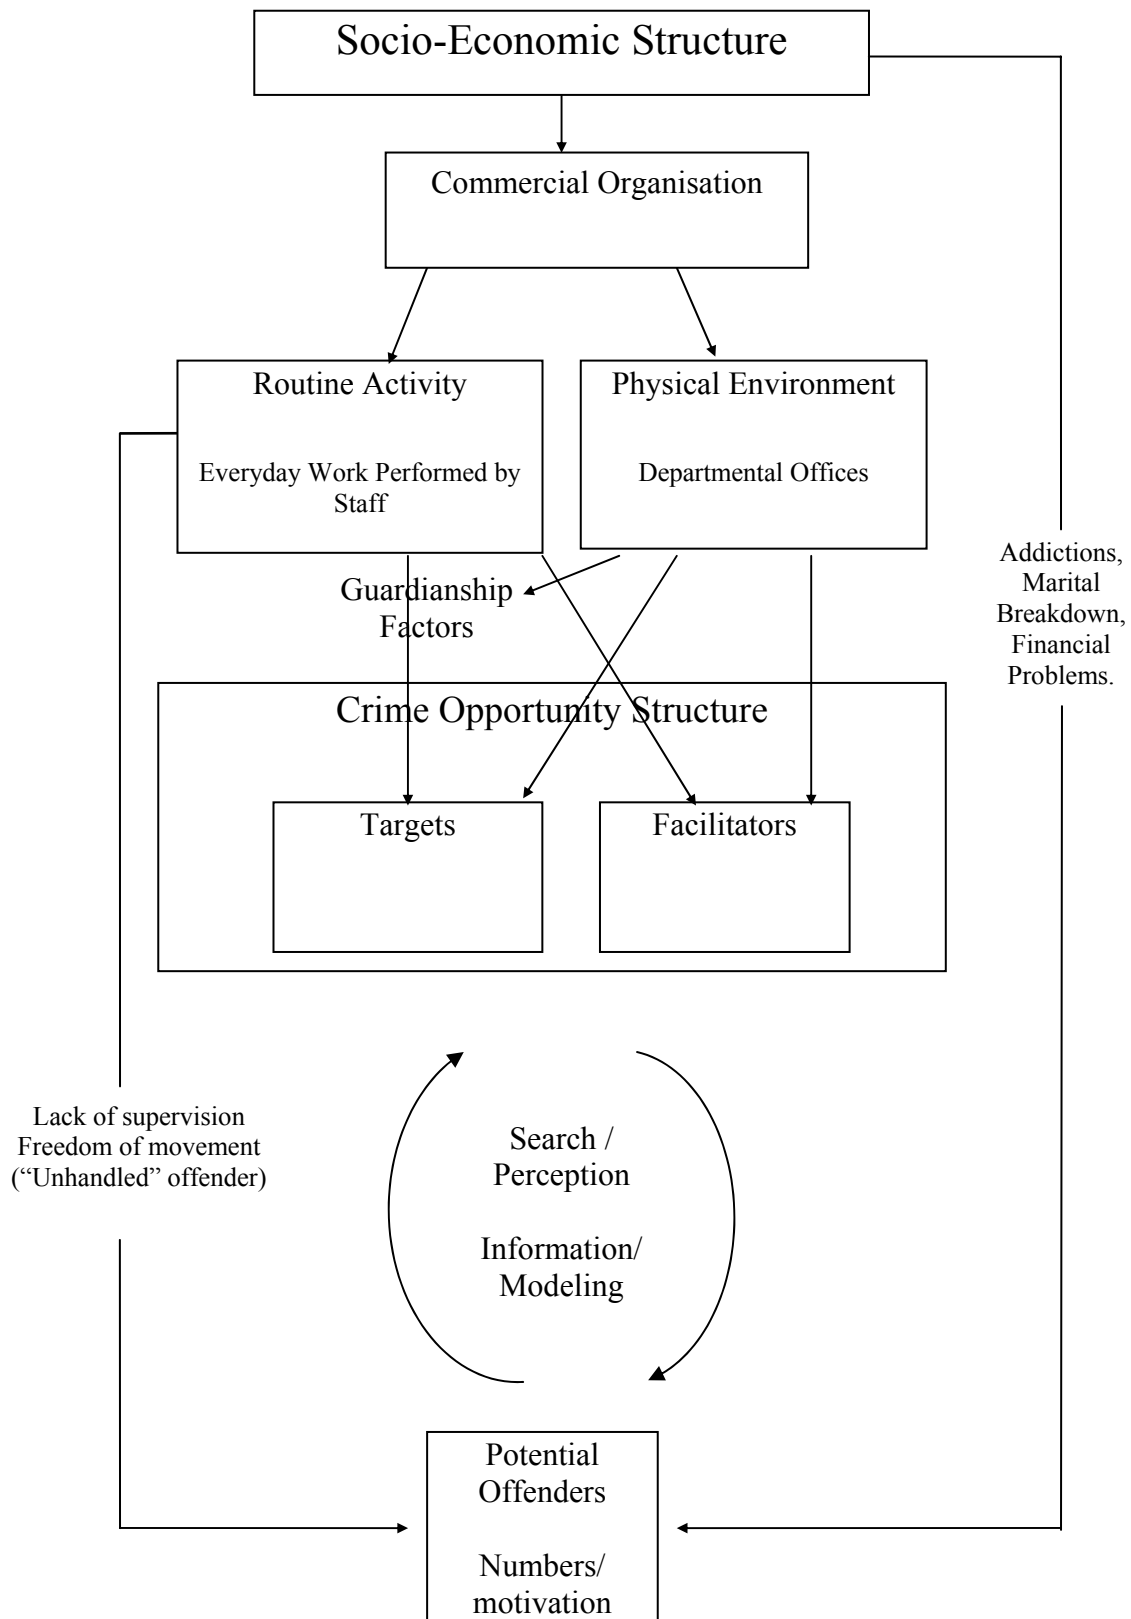 Socio-Economic Structure
Commercial Organisation
Routine Activity
Everyday Work Performed by
Staff
Physical Environment
Departmental Offices
Addictions,
Marital
Breakdown,
Financial
Problems.
Guardianship
Factors
Crime Opportunity Structure
Targets
Facilitators
Lack of supervision
Freedom of movement
(“Unhandled” offender)
Search /
Perception
Information/
Modeling
Potential
Offenders
Numbers/
motivation